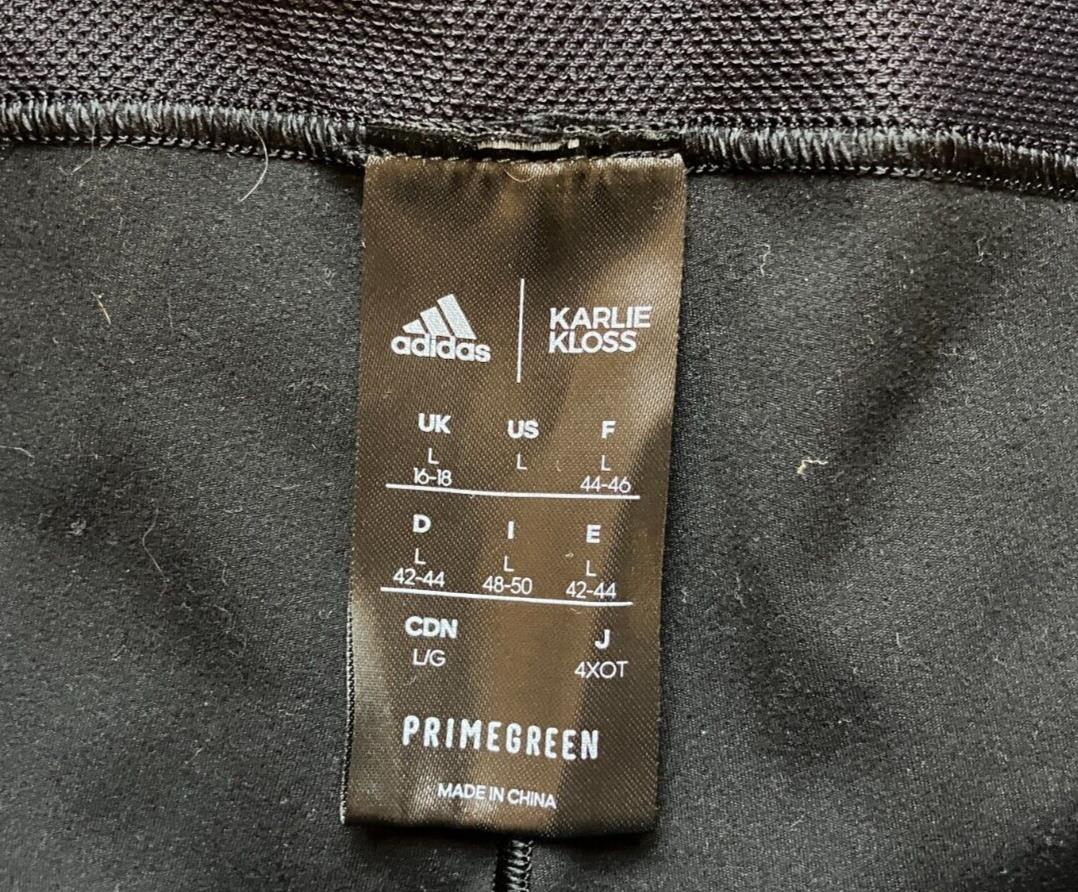 adidas
KARLIE
KLOSS
UK US F
L L L
16-18 44-46
D I E
L L L
42-44 48-50 42-44
CDN J
L/G 4XOT
PRIMEGREEN
MADE IN CHINA